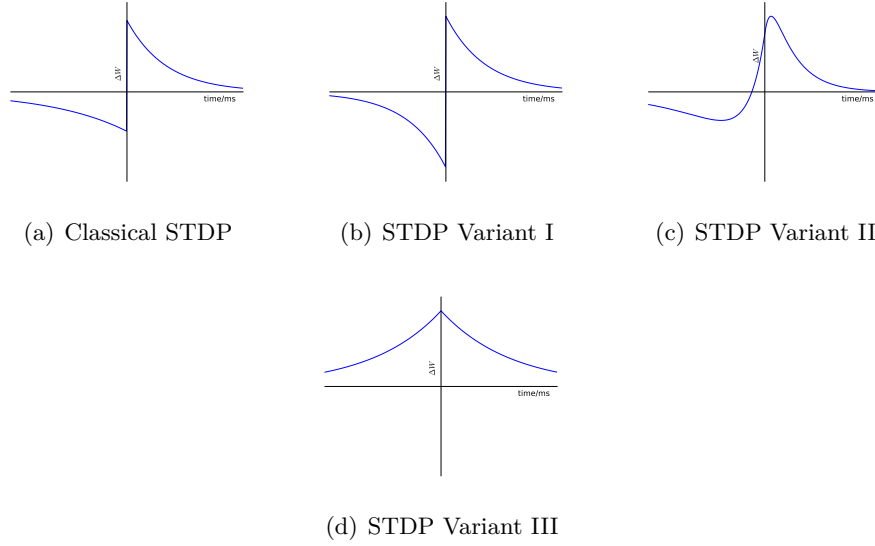 ΔW
time/ms
ΔW
time/ms
ΔW
time/ms
(a) Classical STDP
(b) STDP Variant I
(c) STDP Variant II
ΔW
time/ms
(d) STDP Variant III